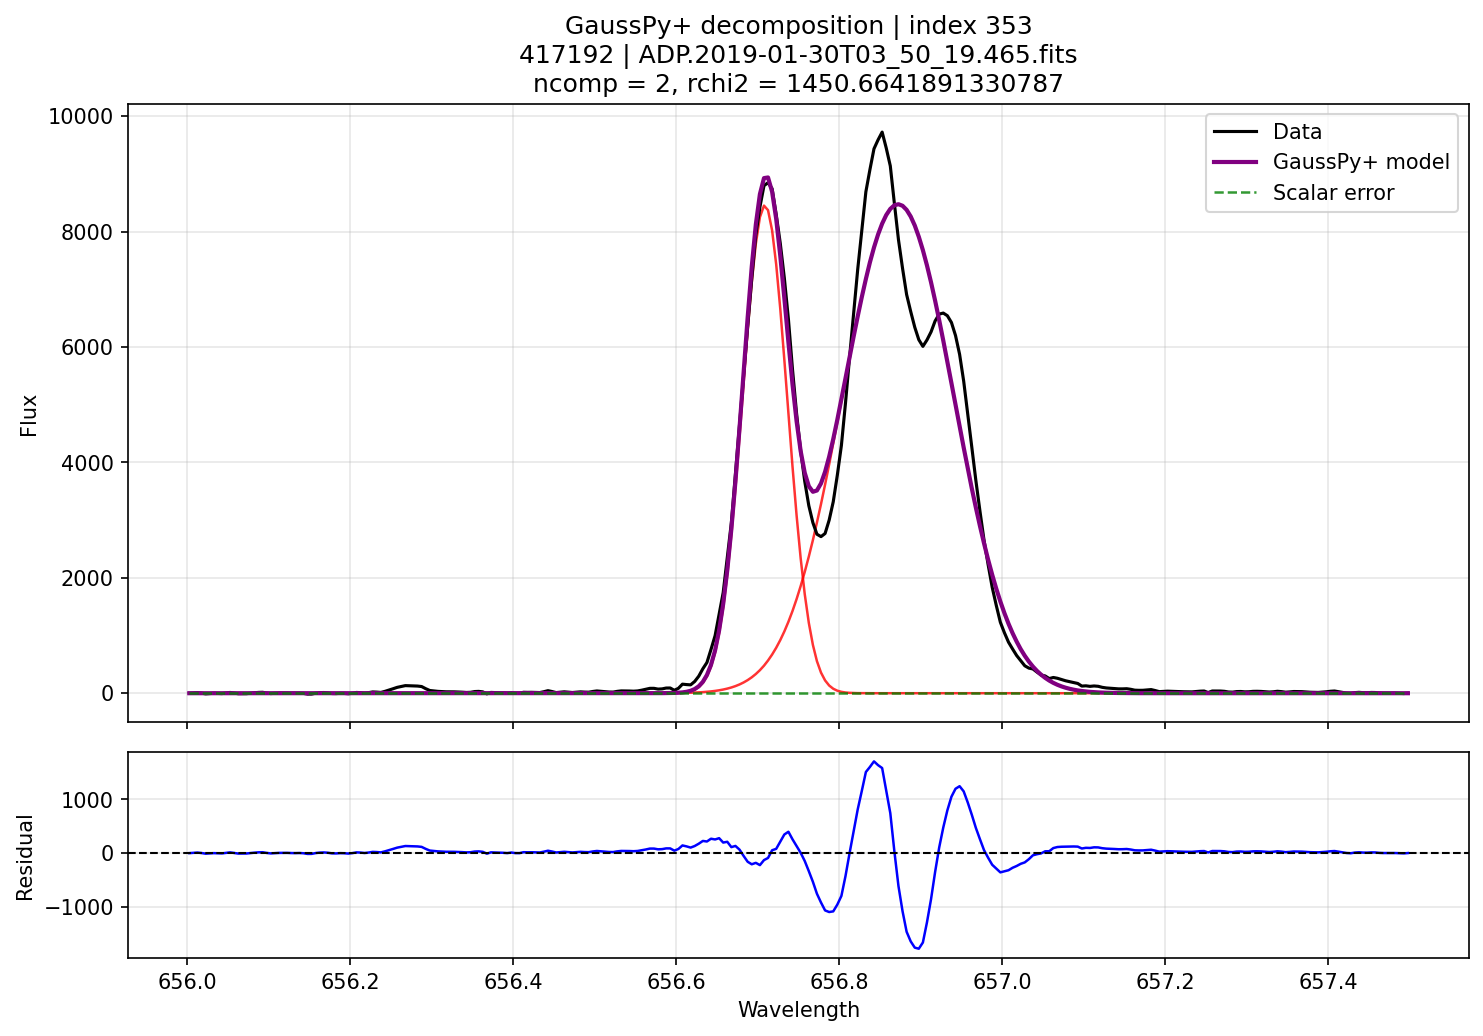 GaussPy+ decomposition | index 353
417192 | ADP.2019-01-30T03_50_19.465.fits
ncomp = 2, rchi2 = 1450.6641891330787
Data
GaussPy+ model
Scalar error
10000
8000
6000
4000
2000
0
Flux
1000
0
−1000
Residual
656.0
656.2
656.4
656.6
656.8
657.0
657.2
657.4
Wavelength